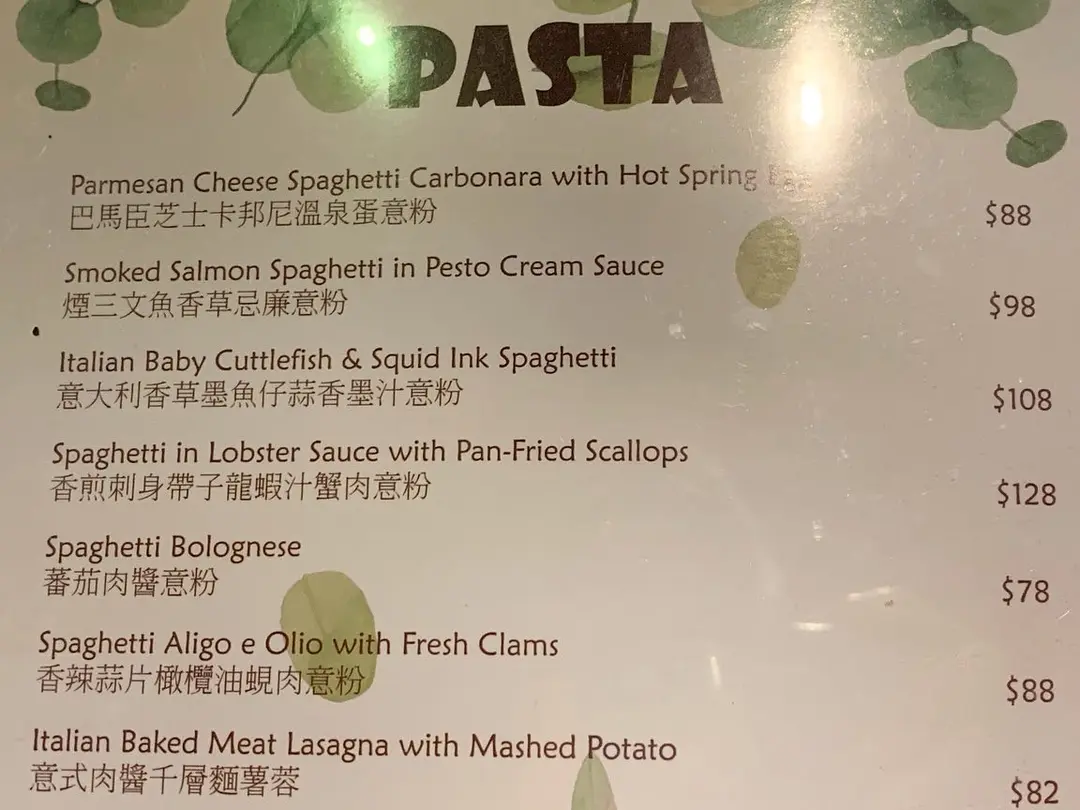 PASTA
Parmesan Cheese Spaghetti Carbonara with Hot Spring Egg
巴馬臣芝士卡邦尼溫泉蛋意粉
$88
Smoked Salmon Spaghetti in Pesto Cream Sauce
煙三文魚香草忌廉意粉
$98
Italian Baby Cuttlefish & Squid Ink Spaghetti
意大利香草墨魚仔蒜香墨汁意粉
$108
Spaghetti in Lobster Sauce with Pan-Fried Scallops
香煎刺身帶子龍蝦汁蟹肉意粉
$128
Spaghetti Bolognese
蕃茄肉醬意粉
$78
Spaghetti Aligo e Olio with Fresh Clams
香辣蒜片橄欖油蜆肉意粉
$88
Italian Baked Meat Lasagna with Mashed Potato
意式肉醬千層麵薯蓉
$82